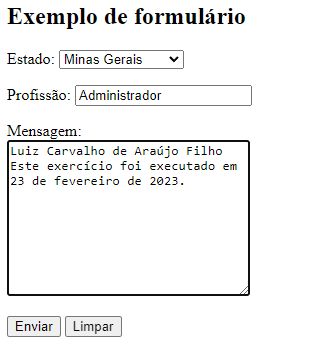 Exemplo de formulário
Estado: Minas Gerais
Profissão: Administrador
Mensagem:
Luiz Carvalho de Araújo Filho
Este exercício foi executado em
23 de fevereiro de 2023.
Enviar Limpar